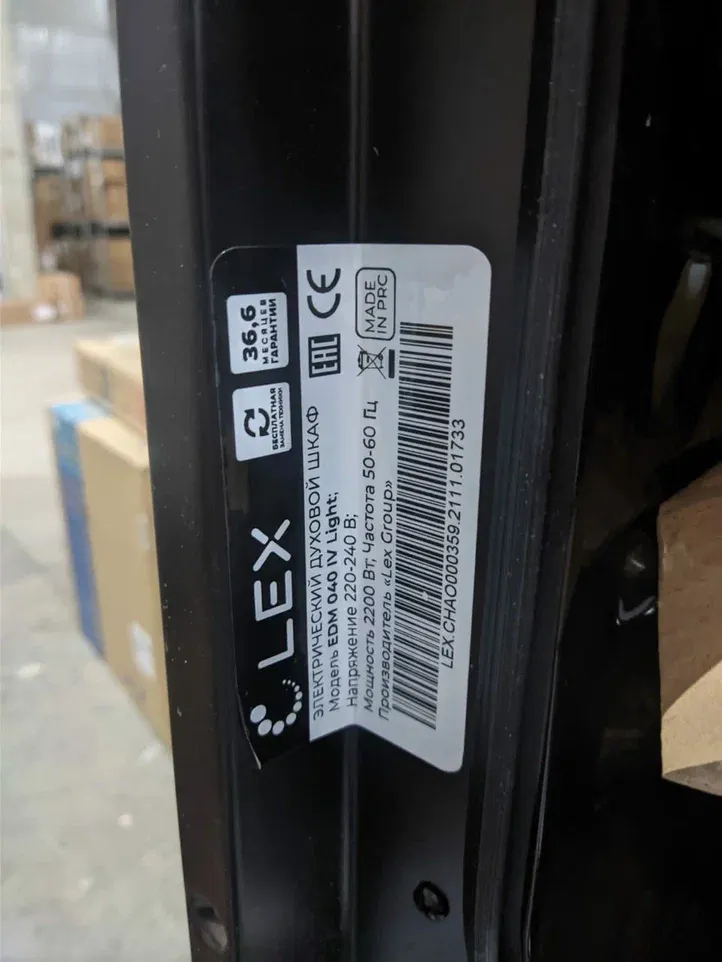 LEX
БЕСПЛАТНАЯ
ЗАМЕНА ТЕХНИКИ
36,6
МЕСЯЦЕВ
ГАРАНТИИ
ЭЛЕКТРИЧЕСКИЙ ДУХОВОЙ ШКАФ
Модель EDM 040 IV Light;
Напряжение 220-240 В;
Мощность 2200 Вт; Частота 50-60 Гц
Производитель «Lex Group»
EAC CE
MADE
IN PRC
LEX.CHAO000359.2111.01733